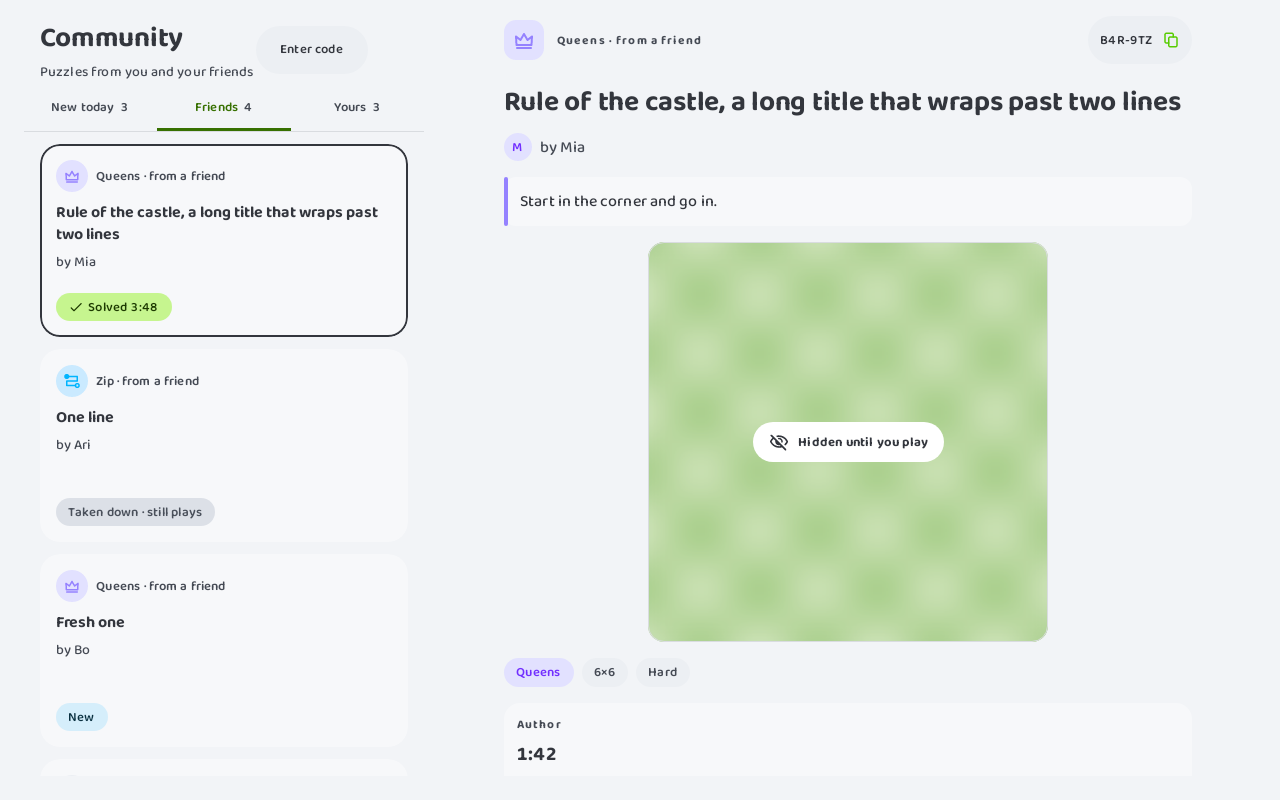 Community
Puzzles from you and your friends
Enter code
New today 3
Friends 4
Yours 3
Queens · from a friend
Rule of the castle, a long title that wraps past
two lines
by Mia
Solved 3:48
Zip · from a friend
One line
by Ari
Taken down · still plays
Queens · from a friend
Fresh one
by Bo
New
Queens · from a friend
B4R-9TZ
Rule of the castle, a long title that wraps past two lines
M
by Mia
Start in the corner and go in.
Hidden until you play
Queens
6×6
Hard
Author
1:42